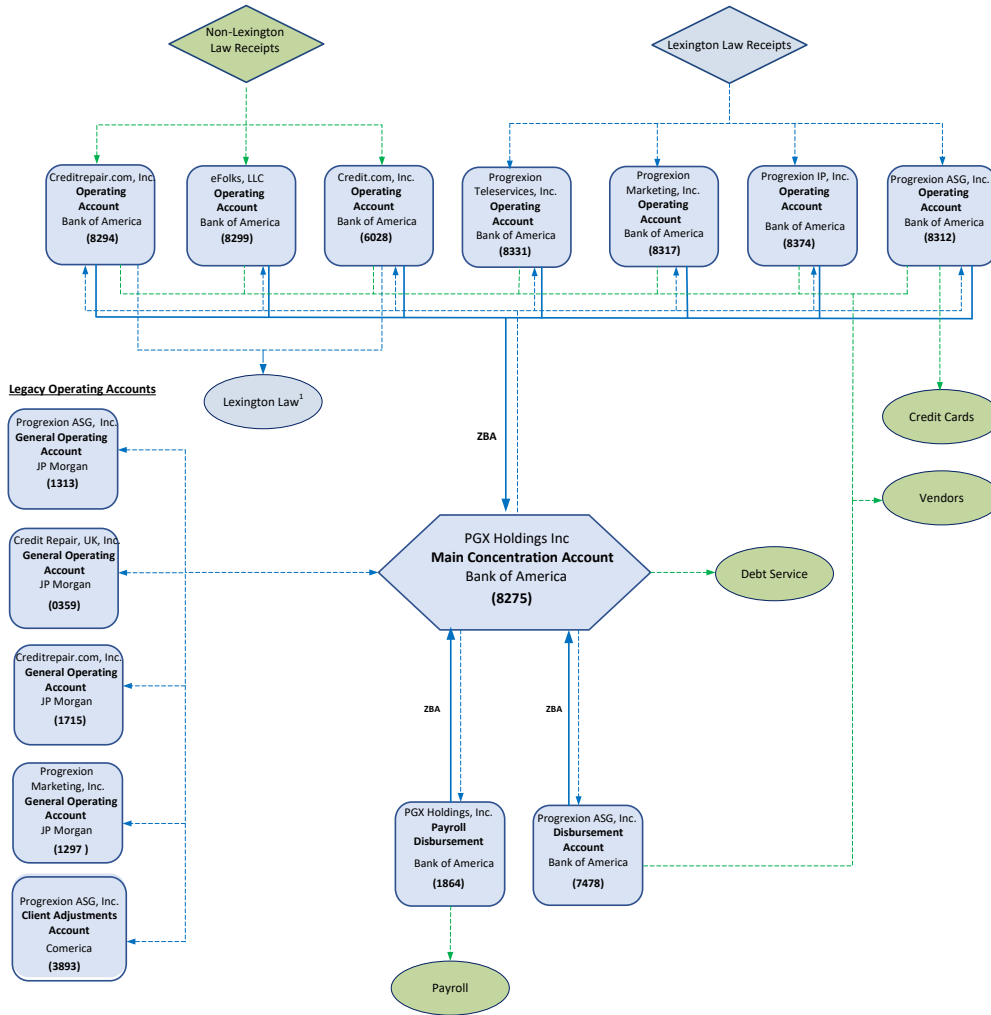 Non-Lexington
Law Receipts
Lexington Law Receipts
Creditrepair.com, Inc.
Operating
Account
Bank of America
(8294)
eFolks, LLC
Operating
Account
Bank of America
(8299)
Credit.com, Inc.
Operating
Account
Bank of America
(6028)
Progrexion
Teleservices, Inc.
Operating
Account
Bank of America
(8331)
Progrexion
Marketing, Inc.
Operating
Account
Bank of America
(8317)
Progrexion IP, Inc.
Operating
Account
Bank of America
(8374)
Progrexion ASG, Inc.
Operating
Account
Bank of America
(8312)
Lexington Law1
Credit Cards
Vendors
Legacy Operating Accounts
Progrexion ASG, Inc.
General Operating
Account
JP Morgan
(1313)
Credit Repair, UK, Inc.
General Operating
Account
JP Morgan
(0359)
Creditrepair.com, Inc.
General Operating
Account
JP Morgan
(1715)
Progrexion
Marketing, Inc.
General Operating
Account
JP Morgan
(1297 )
Progrexion ASG, Inc.
Client Adjustments
Account
Comerica
(3893)
ZBA
PGX Holdings Inc
Main Concentration Account
Bank of America
(8275)
Debt Service
ZBA
ZBA
PGX Holdings, Inc.
Payroll
Disbursement
Bank of America
(1864)
Progrexion ASG, Inc.
Disbursement
Account
Bank of America
(7478)
Payroll